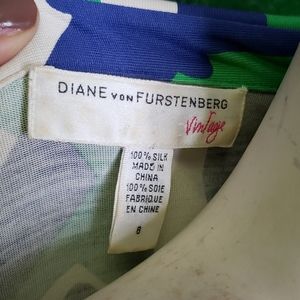 DIANE VON FURSTENBERG
Vintage
100% SILK
MADE IN
CHINA
100% SOIE
FABRIQUE
EN CHINE
8